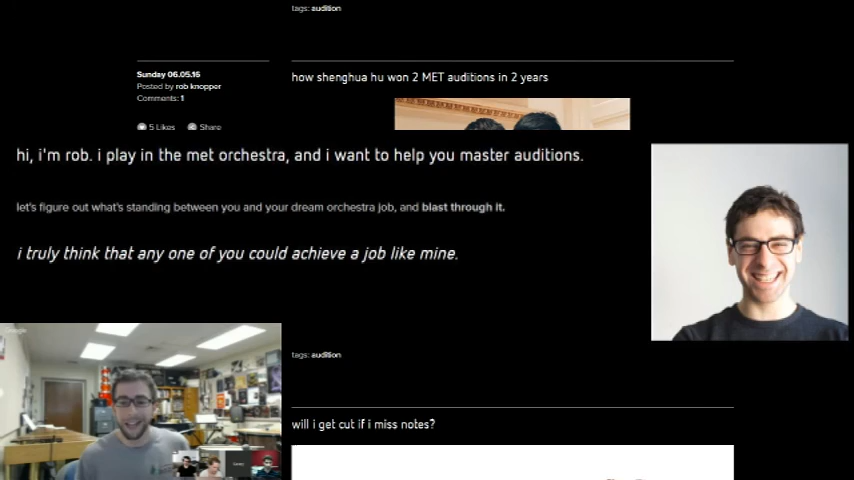 tags: audition
Sunday 06.05.16
Posted by rob knopper
Comments: 1
5 Likes
Share
how shenghua hu won 2 MET auditions in 2 years
hi, i'm rob. i play in the met orchestra, and i want to help you master auditions.
let's figure out what's standing between you and your dream orchestra job, and blast through it.
i truly think that any one of you could achieve a job like mine.
tags: audition
will i get cut if i miss notes?